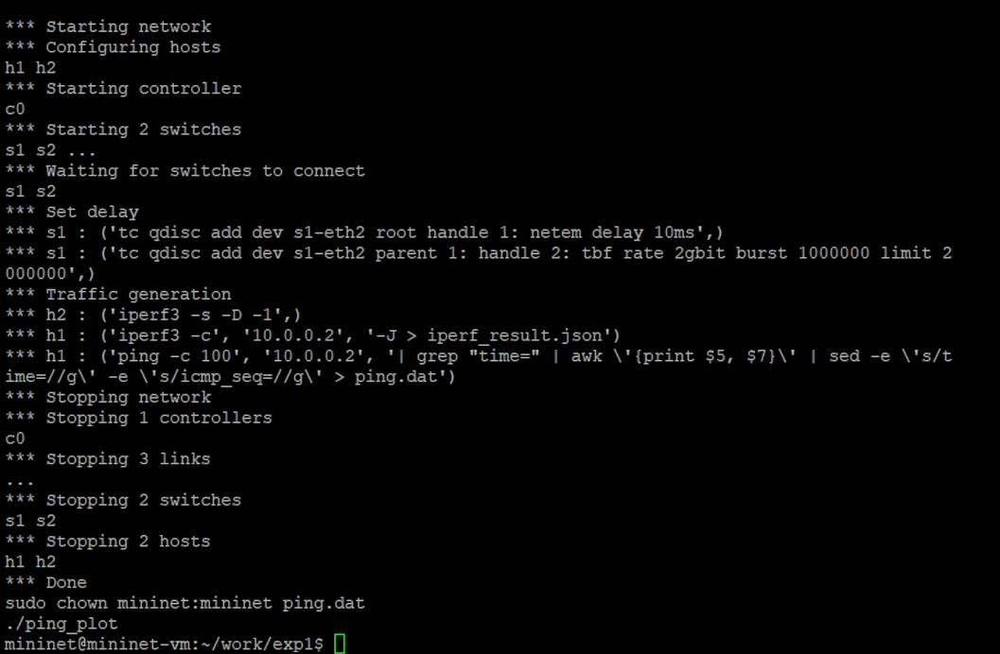 *** Starting network
*** Configuring hosts
h1 h2
*** Starting controller
c0
*** Starting 2 switches
s1 s2 ...
*** Waiting for switches to connect
s1 s2
*** Set delay
*** s1 : ('tc qdisc add dev s1-eth2 root handle 1: netem delay 10ms',)
*** s1 : ('tc qdisc add dev s1-eth2 parent 1: handle 2: tbf rate 2gbit burst 1000000 limit 2
000000',)
*** Traffic generation
*** h2 : ('iperf3 -s -D -1',)
*** h1 : ('iperf3 -c', '10.0.0.2', '-J > iperf_result.json')
*** h1 : ('ping -c 100', '10.0.0.2', '| grep "time=" | awk \'{print $5, $7}\' | sed -e \'s/t
ime=//g\' -e \'s/icmp_seq=//g\' > ping.dat')
*** Stopping network
*** Stopping 1 controllers
c0
*** Stopping 3 links
...
*** Stopping 2 switches
s1 s2
*** Stopping 2 hosts
h1 h2
*** Done
sudo chown mininet:mininet ping.dat
./ping_plot
mininet@mininet-vm:~/work/exp1$